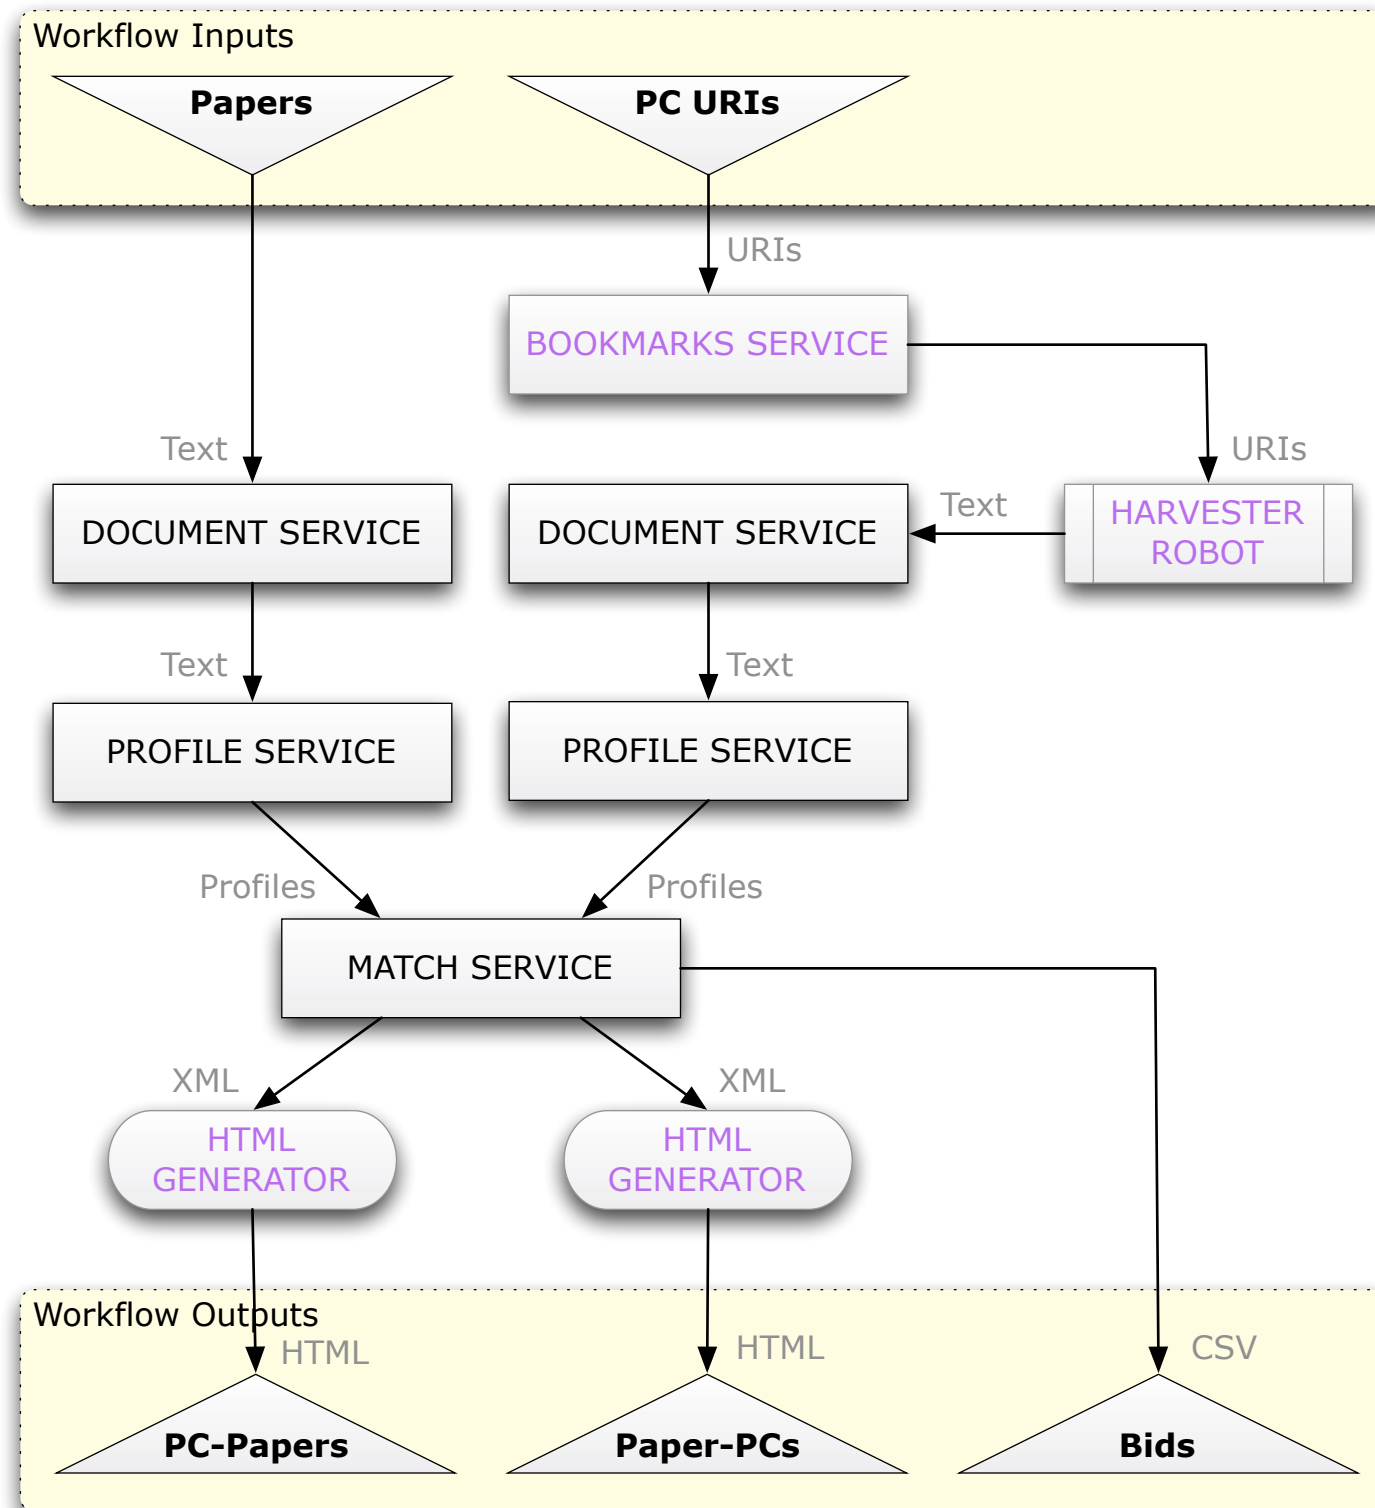 Workflow Inputs
Papers
PC URIs
URIs
BOOKMARKS SERVICE
Text
URIs
DOCUMENT SERVICE
DOCUMENT SERVICE
Text
HARVESTER
ROBOT
Text
Text
PROFILE SERVICE
PROFILE SERVICE
Profiles
Profiles
MATCH SERVICE
XML
XML
HTML
GENERATOR
HTML
GENERATOR
Workflow Outputs
HTML
HTML
CSV
PC-Papers
Paper-PCs
Bids